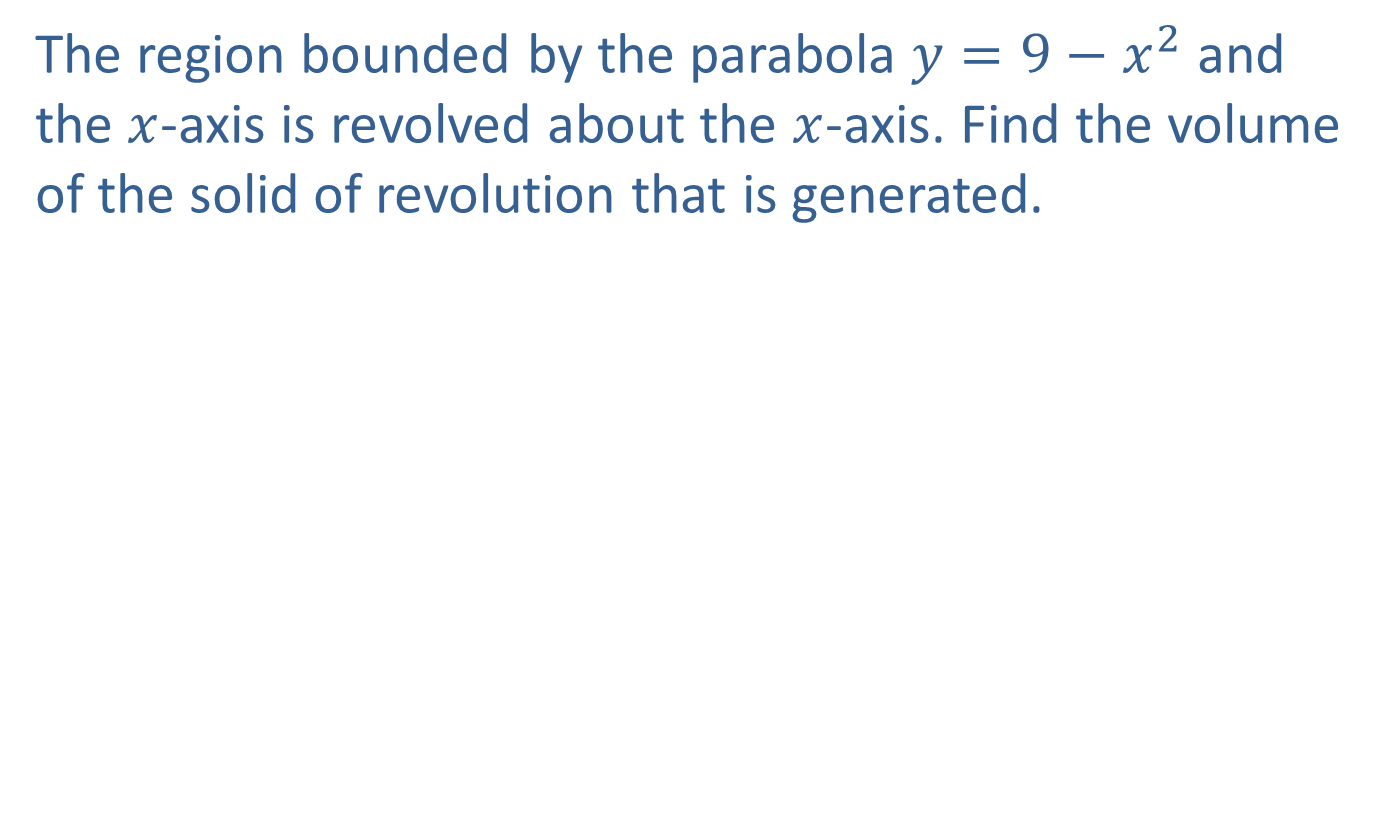 The region bounded by the parabola 𝑦 = 9 − 𝑥² and
the 𝑥-axis is revolved about the 𝑥-axis. Find the volume
of the solid of revolution that is generated.